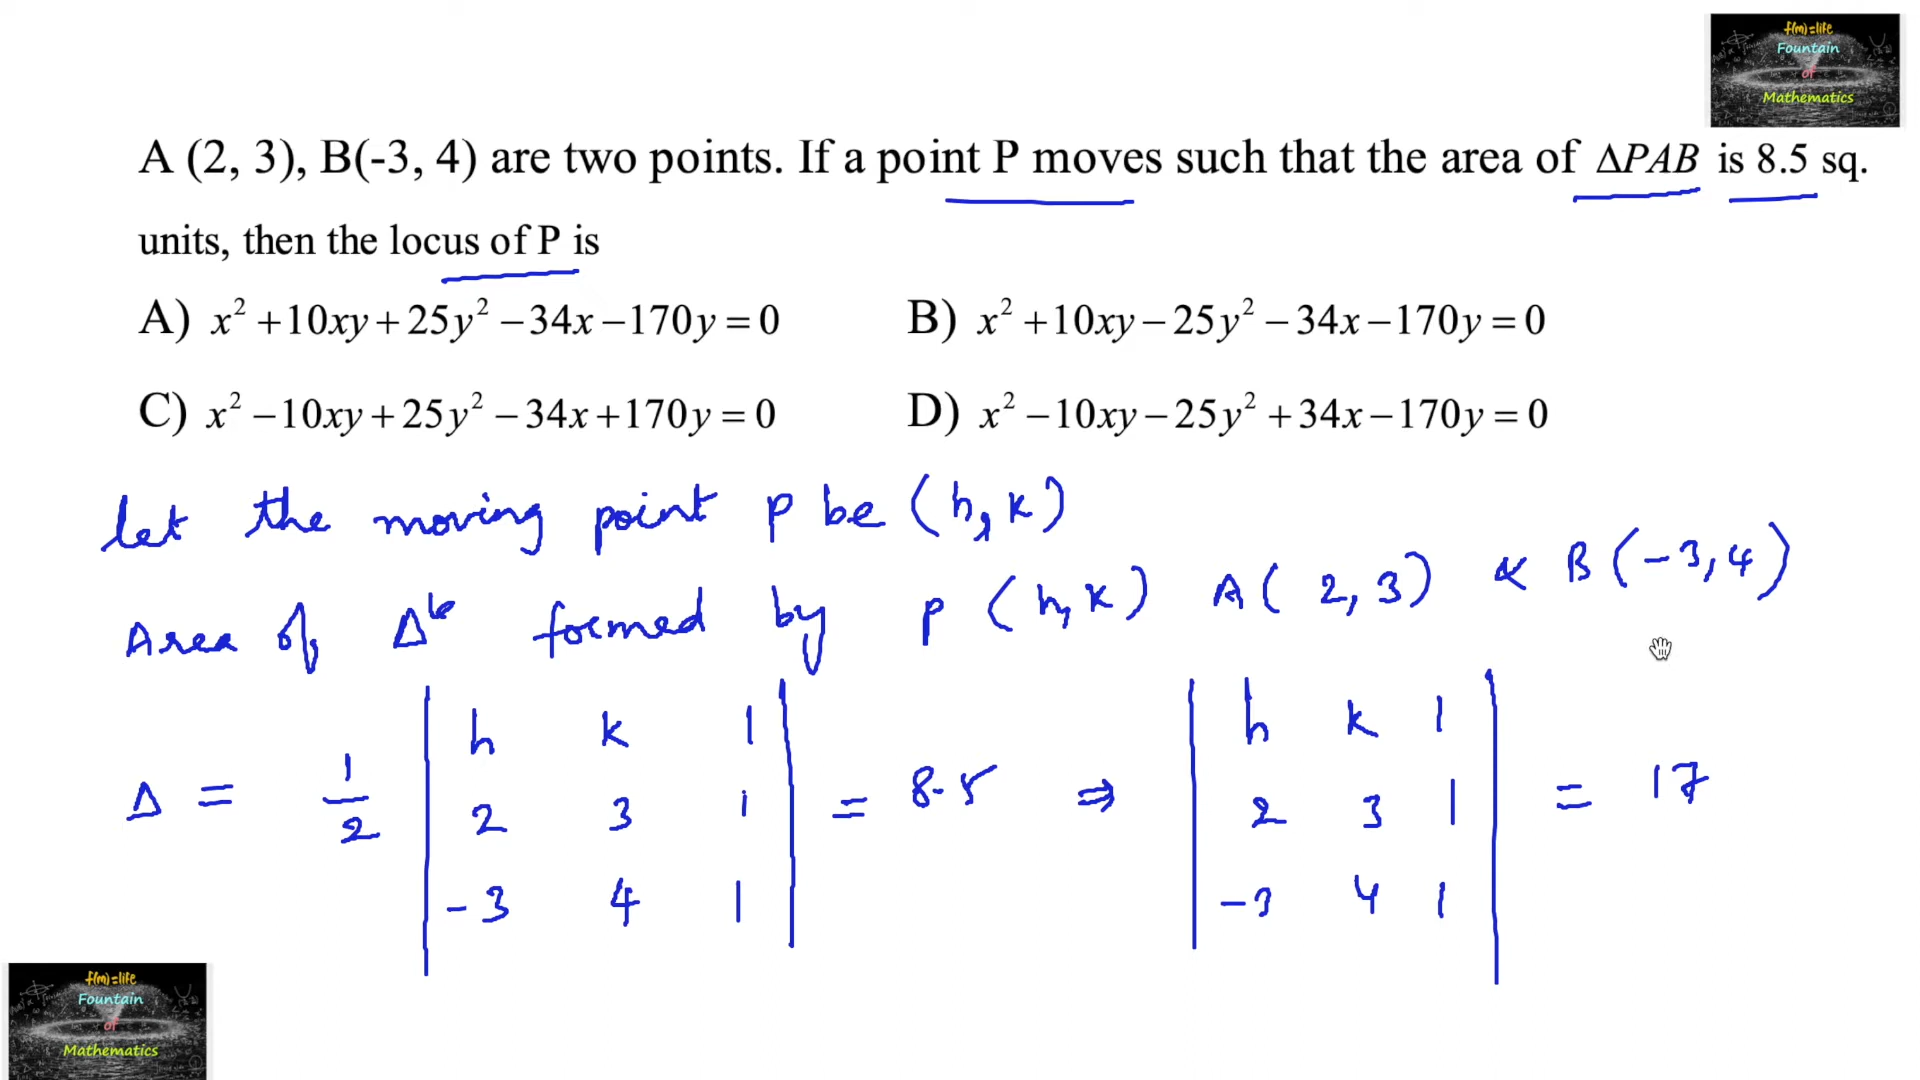 f(m)=life
Fountain
of
Mathematics
A (2, 3), B(-3, 4) are two points. If a point P moves such that the area of ΔPAB is 8.5 sq.
units, then the locus of P is
A) x² +10xy+25y² −34x−170y=0 B) x² +10xy−25y² −34x−170y=0
C) x² −10xy+25y² −34x+170y=0 D) x² −10xy−25y² +34x−170y=0
let the moving point P be (h,k)
Area of Δle formed by P (h,k) A( 2,3) & B(-3,4)
h k 1 h k 1
Δ = 1/2 2 3 1 = 8.5 ⇒ 2 3 1 = 17
-3 4 1 -3 4 1
f(m)=life
Fountain
of
Mathematics